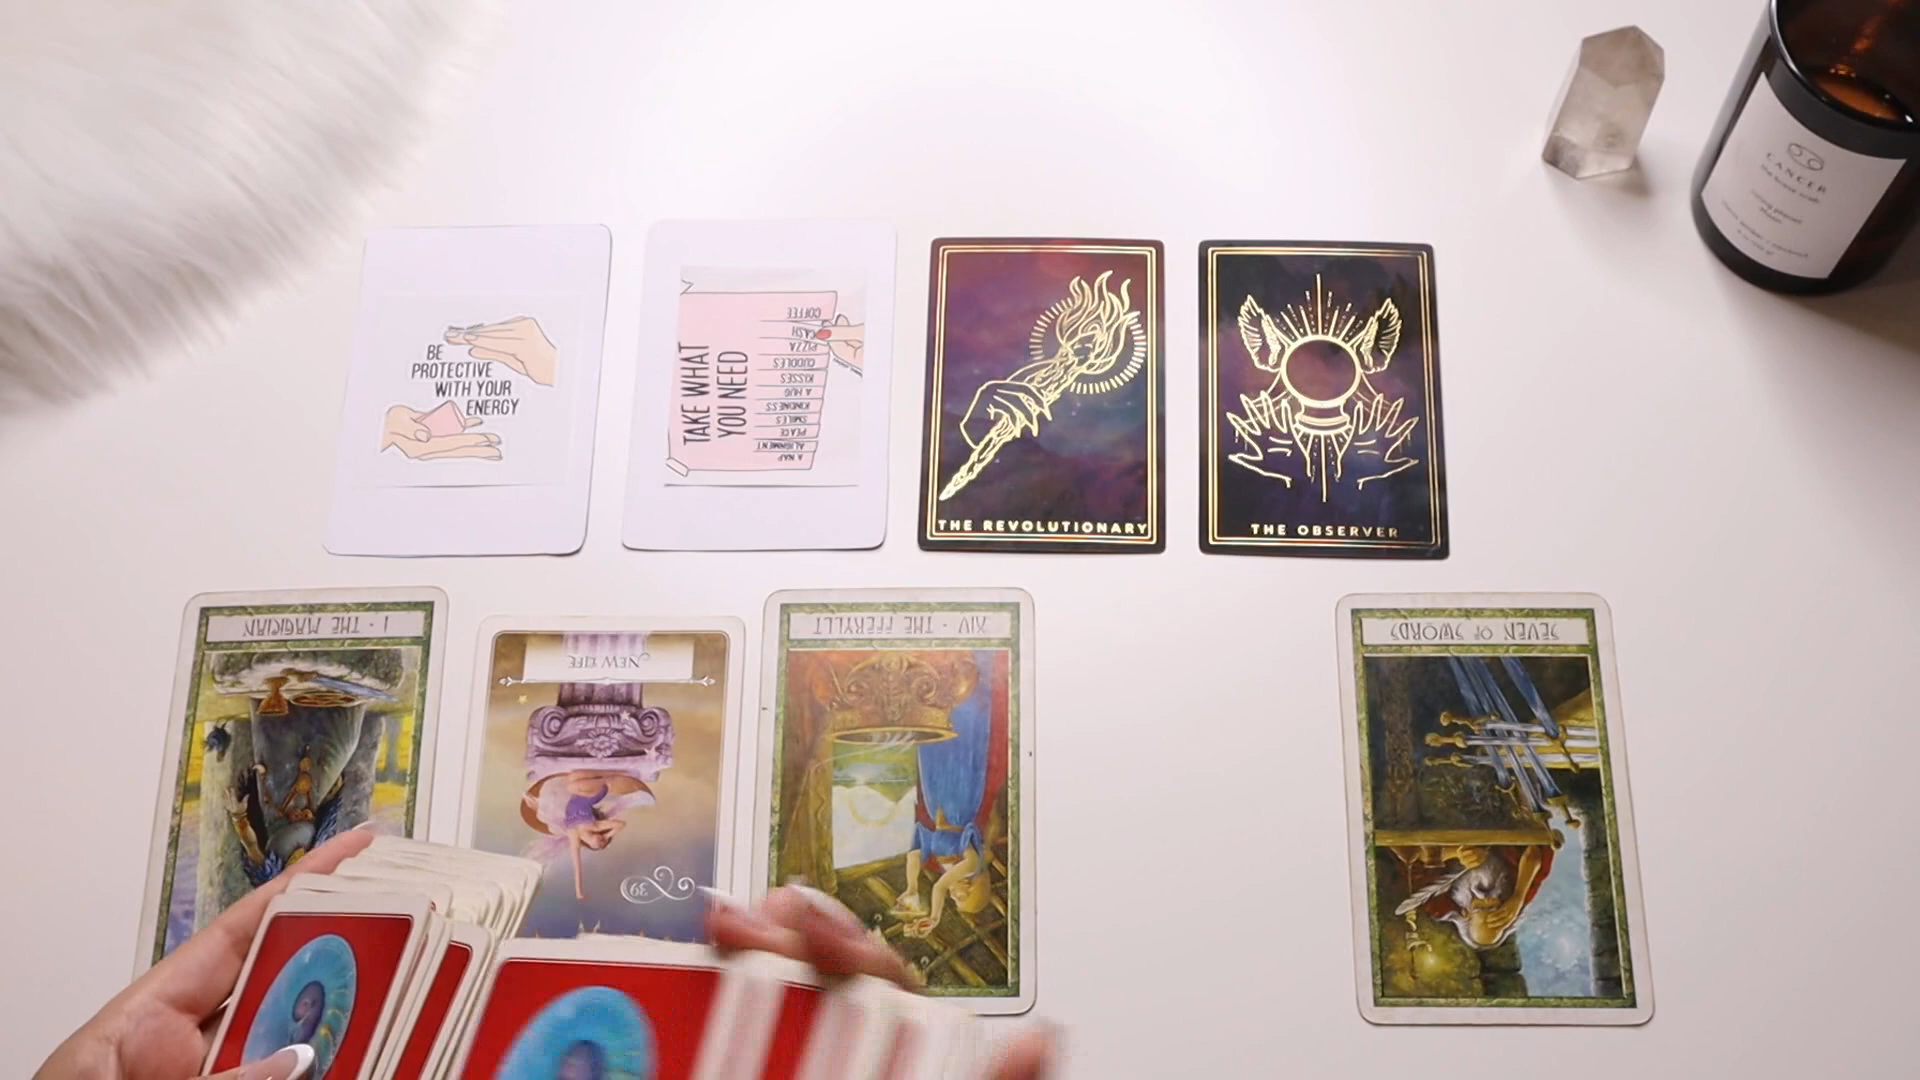 CANCER
BE
PROTECTIVE
WITH YOUR
ENERGY
TAKE WHAT
YOU NEED
COFFEE
CASH
PIZZA
CUDDLES
KISSES
A HUG
KINDNESS
SMILES
PEACE
ALIGNMENT
A NAP
THE REVOLUTIONARY
THE OBSERVER
I · THE MAGICIAN
NEW LIFE
39
XIV · THE FFERYLLT
SEVEN OF SWORDS